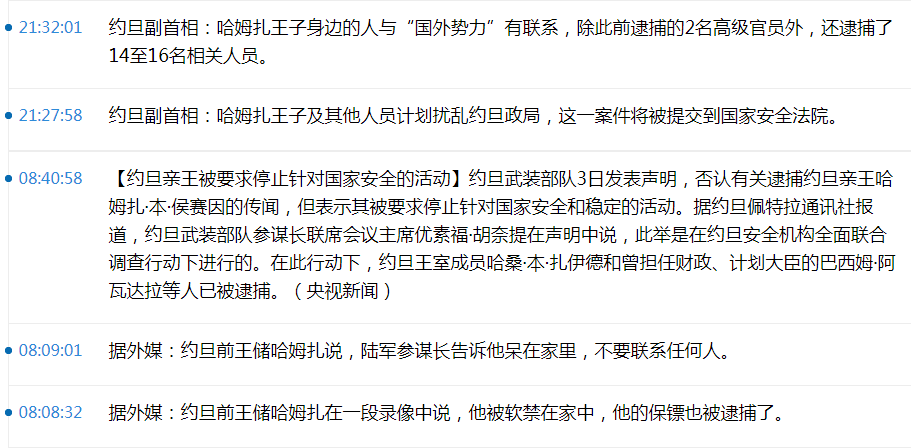 21:32:01 约旦副首相：哈姆扎王子身边的人与“国外势力”有联系，除此前逮捕的2名高级官员外，还逮捕了
14至16名相关人员。
21:27:58 约旦副首相：哈姆扎王子及其他人员计划扰乱约旦政局，这一案件将被提交到国家安全法院。
08:40:58 【约旦亲王被要求停止针对国家安全的活动】约旦武装部队3日发表声明，否认有关逮捕约旦亲王哈
姆扎·本·侯赛因的传闻，但表示其被要求停止针对国家安全和稳定的活动。据约旦佩特拉通讯社报
道，约旦武装部队参谋长联席会议主席优素福·胡奈提在声明中说，此举是在约旦安全机构全面联合
调查行动下进行的。在此行动下，约旦王室成员哈桑·本·扎伊德和曾担任财政、计划大臣的巴西姆·阿
瓦达拉等人已被逮捕。（央视新闻）
08:09:01 据外媒：约旦前王储哈姆扎说，陆军参谋长告诉他呆在家里，不要联系任何人。
08:08:32 据外媒：约旦前王储哈姆扎在一段录像中说，他被软禁在家中，他的保镖也被逮捕了。